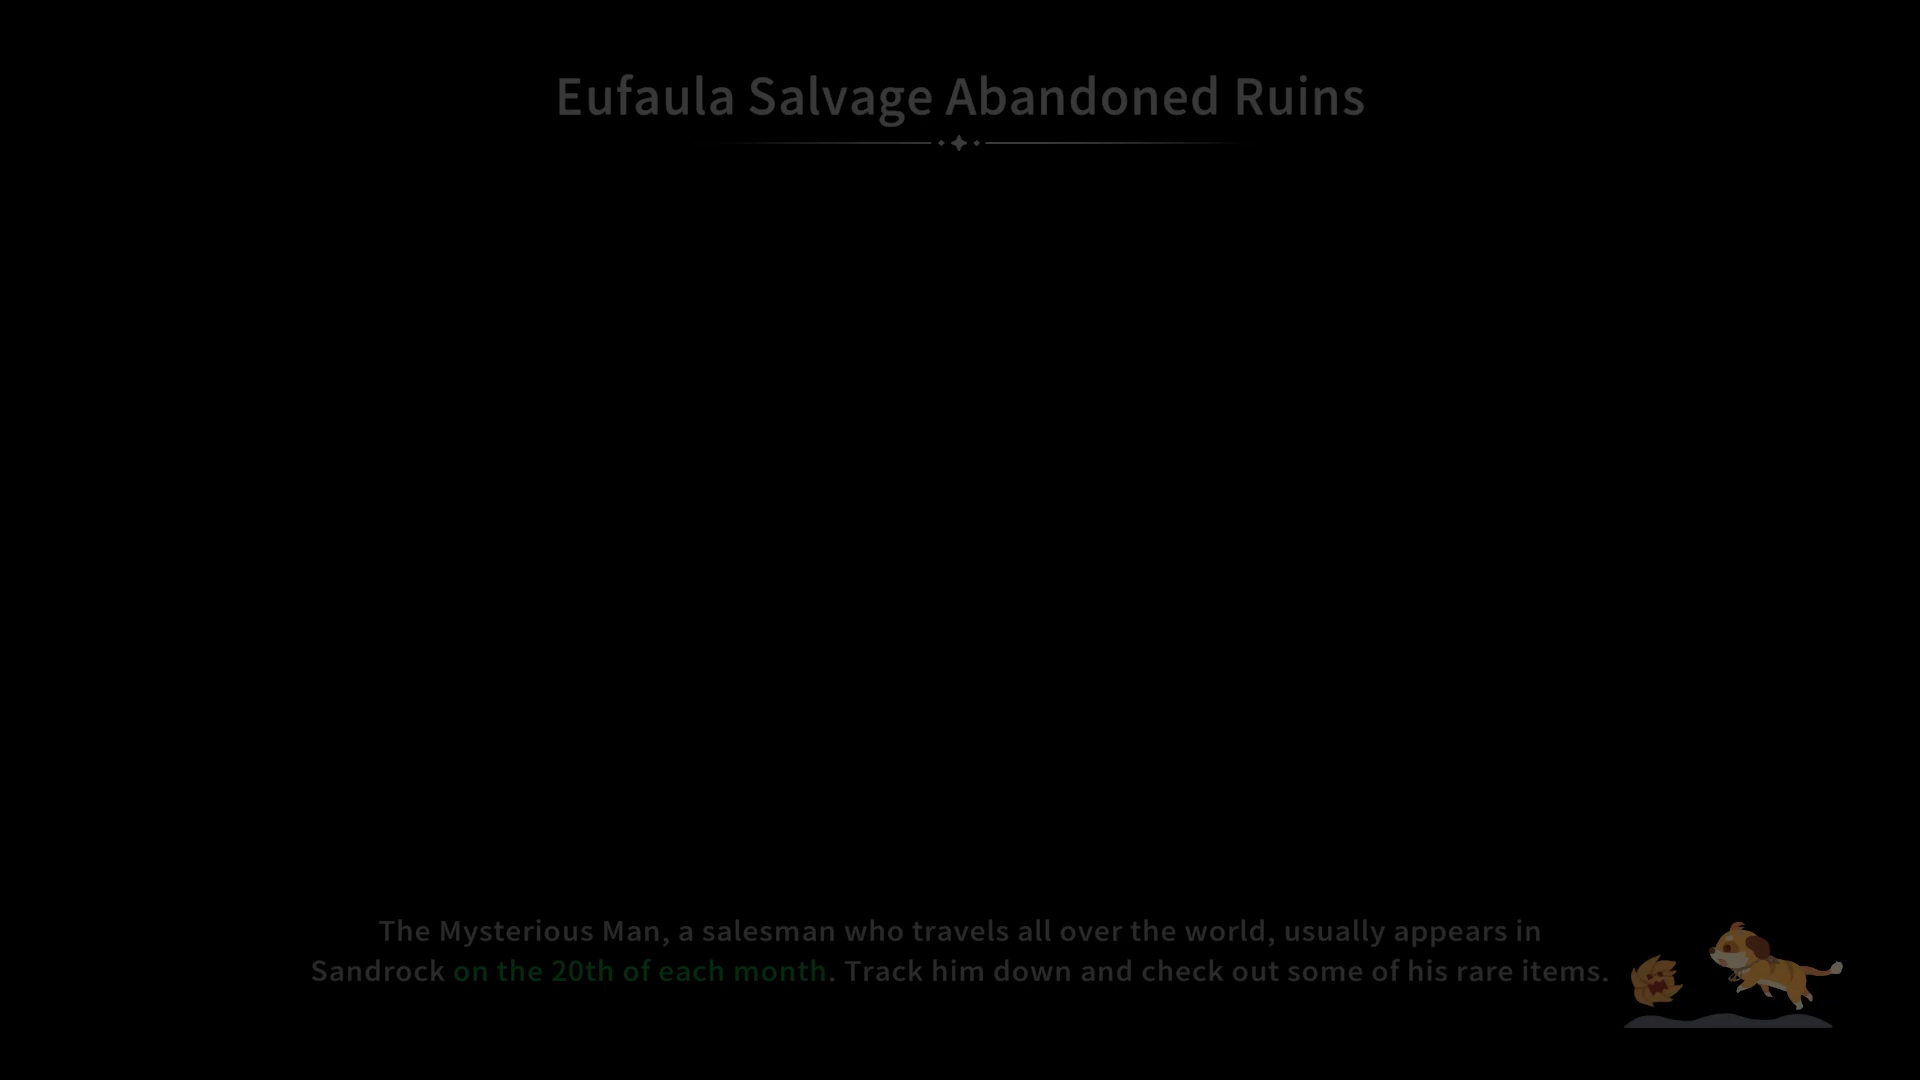 Eufaula Salvage Abandoned Ruins
The Mysterious Man, a salesman who travels all over the world, usually appears in
Sandrock on the 20th of each month. Track him down and check out some of his rare items.